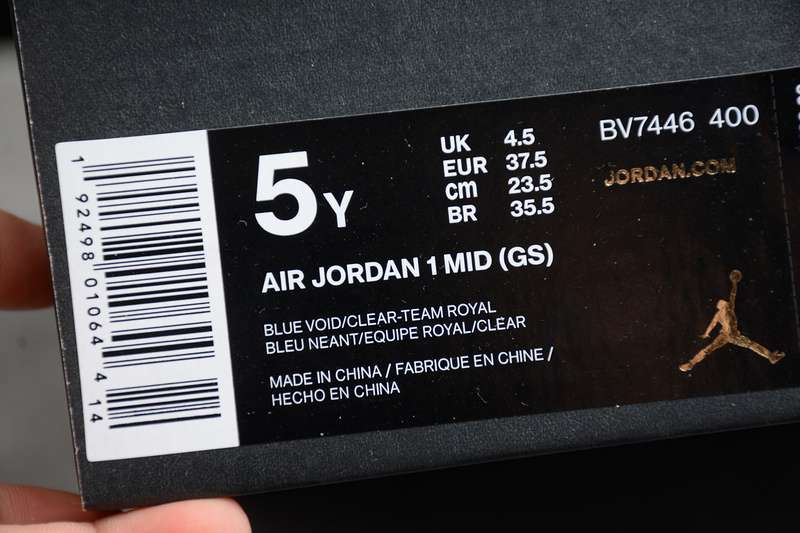 1 92498 01064 4 14
5Y
UK 4.5
EUR 37.5
cm 23.5
BR 35.5
BV7446 400
JORDAN.COM
AIR JORDAN 1 MID (GS)
BLUE VOID/CLEAR-TEAM ROYAL
BLEU NEANT/EQUIPE ROYAL/CLEAR
MADE IN CHINA / FABRIQUE EN CHINE /
HECHO EN CHINA